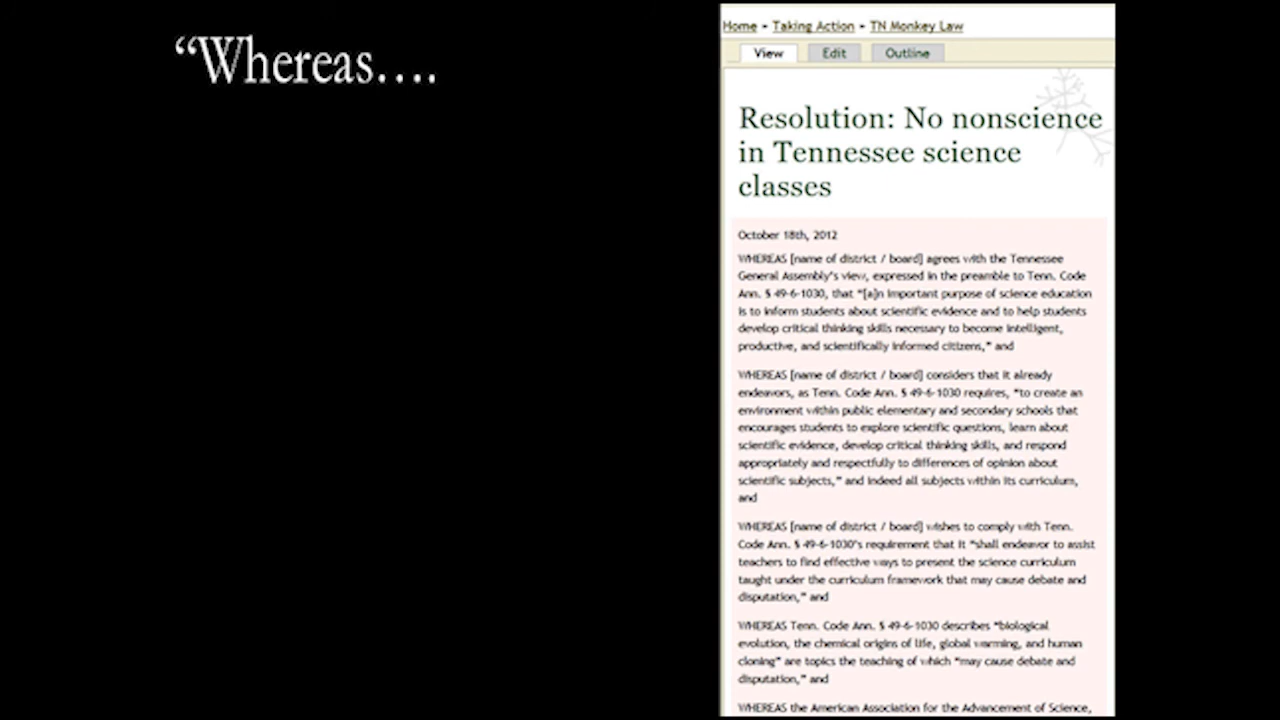 “Whereas….
Home • Taking Action • TN Monkey Law
View Edit Outline
Resolution: No nonscience
in Tennessee science
classes
October 18th, 2012
WHEREAS [name of district / board] agrees with the Tennessee
General Assembly's view, expressed in the preamble to Tenn. Code
Ann. § 49-6-1030, that "[a]n important purpose of science education
is to inform students about scientific evidence and to help students
develop critical thinking skills necessary to become intelligent,
productive, and scientifically informed citizens," and
WHEREAS [name of district / board] considers that it already
endeavors, as Tenn. Code Ann. § 49-6-1030 requires, "to create an
environment within public elementary and secondary schools that
encourages students to explore scientific questions, learn about
scientific evidence, develop critical thinking skills, and respond
appropriately and respectfully to differences of opinion about
scientific subjects," and indeed all subjects within its curriculum,
and
WHEREAS [name of district / board] wishes to comply with Tenn.
Code Ann. § 49-6-1030's requirement that it "shall endeavor to assist
teachers to find effective ways to present the science curriculum
taught under the curriculum framework that may cause debate and
disputation," and
WHEREAS Tenn. Code Ann. § 49-6-1030 describes "biological
evolution, the chemical origins of life, global warming, and human
cloning" are topics the teaching of which "may cause debate and
disputation," and
WHEREAS the American Association for the Advancement of Science,